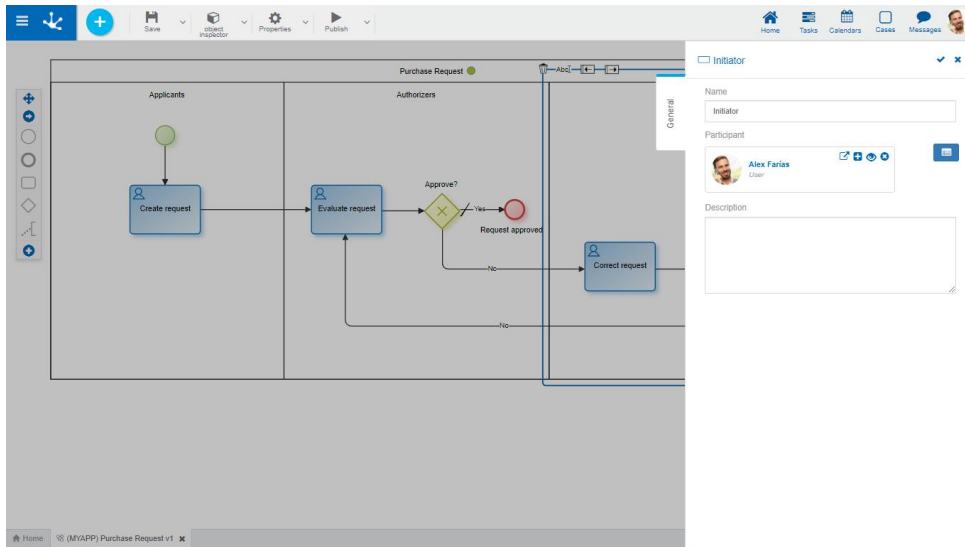 Save
object
inspector
Properties
Publish
Home
Tasks
Calendars
Cases
Messages
Purchase Request
Abc
Applicants
Authorizers
Create request
Evaluate request
Approve?
Yes
Request approved
No
Correct request
No
General
Initiator
Name
Initiator
Participant
Alex Farías
User
Description
Home
(MYAPP) Purchase Request v1